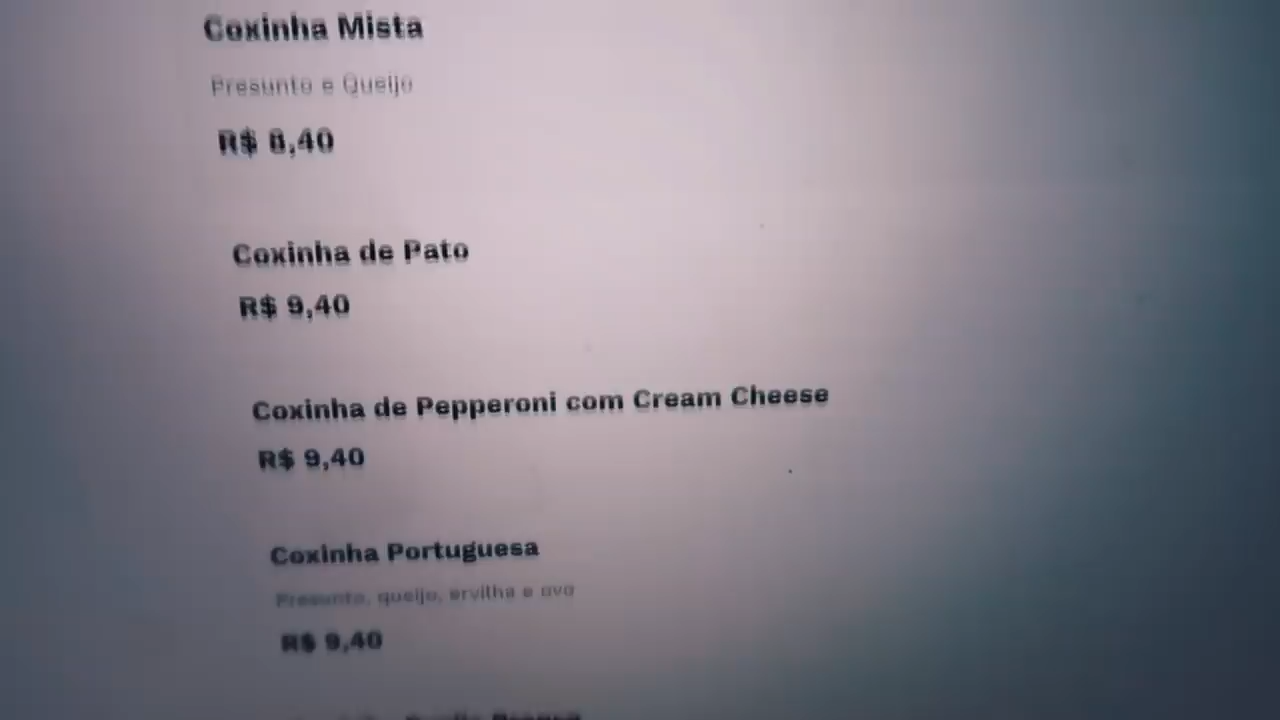 Coxinha Mista
Presunto e Queijo
R$ 8,40
Coxinha de Pato
R$ 9,40
Coxinha de Pepperoni com Cream Cheese
R$ 9,40
Coxinha Portuguesa
Presunto, queijo, ervilha e ovo
R$ 9,40